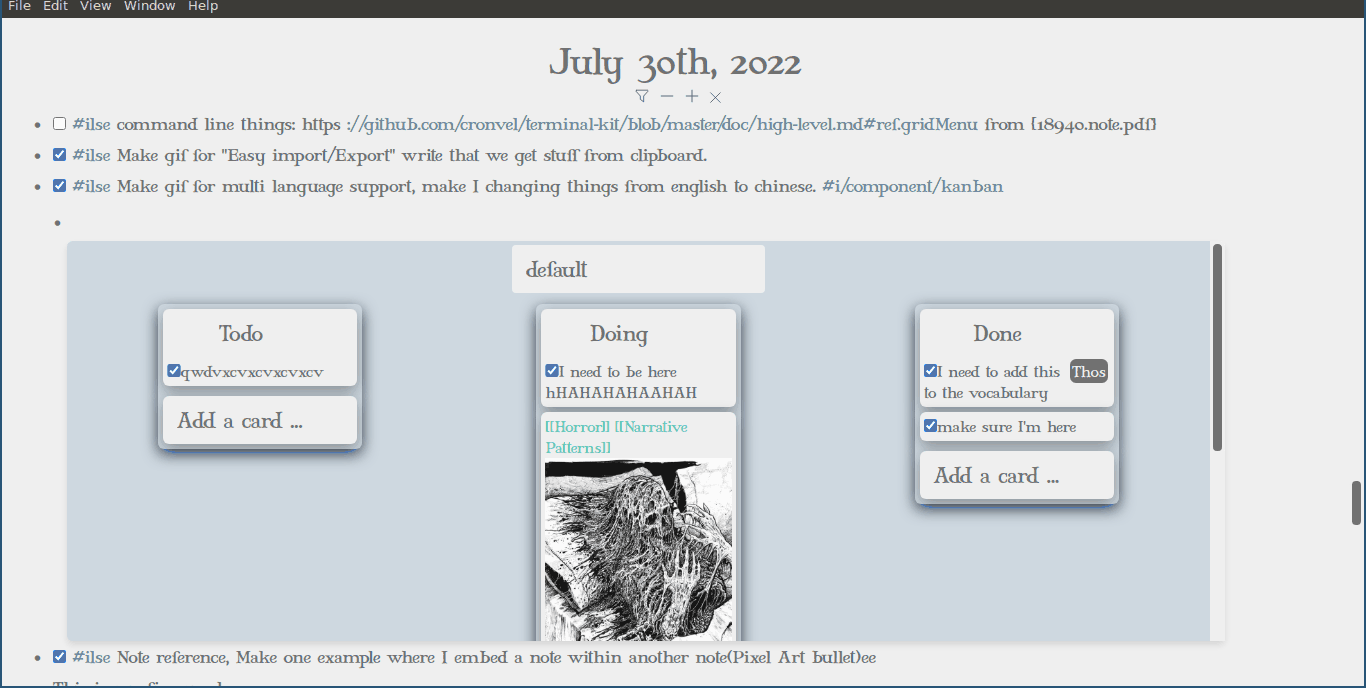 File Edit View Window Help
July 30th, 2022
#ilse command line things: https ://github.com/cronvel/terminal-kit/blob/master/doc/high-level.md#ref.gridMenu from [18940.note.pdf]
#ilse Make gif for "Easy import/Export" write that we get stuff from clipboard.
#ilse Make gif for multi language support, make I changing things from english to chinese. #i/component/kanban
default
Todo
qwdvxcvxcvxcvxcv
Add a card ...
Doing
I need to be here
hHAHAHAHAAHAH
[[Horror]] [[Narrative
Patterns]]
Done
I need to add this Thos
to the vocabulary
make sure I'm here
Add a card ...
#ilse Note reference, Make one example where I embed a note within another note(Pixel Art bullet)ee